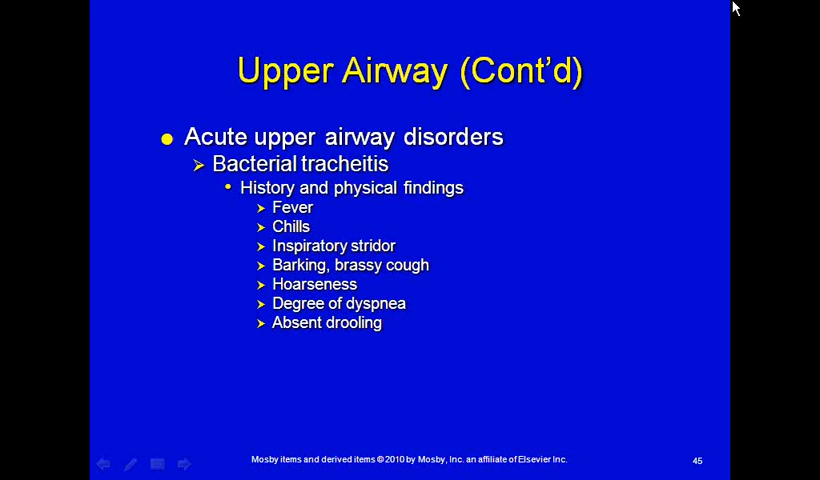 Upper Airway (Cont'd)
Acute upper airway disorders
Bacterial tracheitis
History and physical findings
Fever
Chills
Inspiratory stridor
Barking, brassy cough
Hoarseness
Degree of dyspnea
Absent drooling
Mosby items and derived items © 2010 by Mosby, Inc. an affiliate of Elsevier Inc.
45